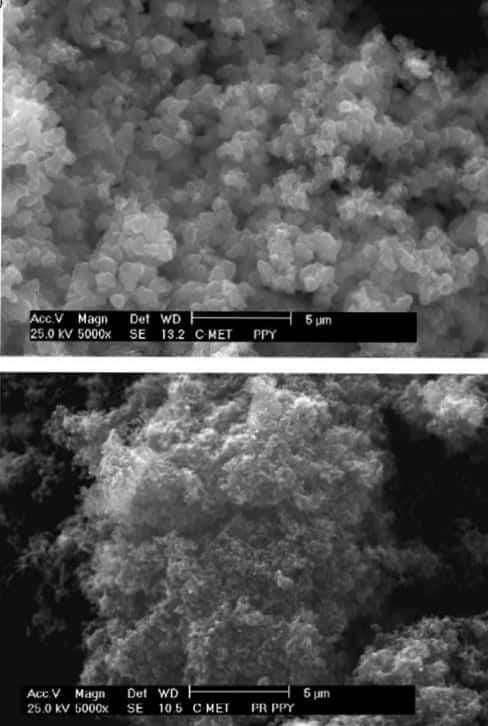 Acc.V Magn Det WD 5 µm
25.0 kV 5000x SE 13.2 C-MET PPY
Acc.V Magn Det WD 5 µm
25.0 kV 5000x SE 10.5 C MET PR PPY